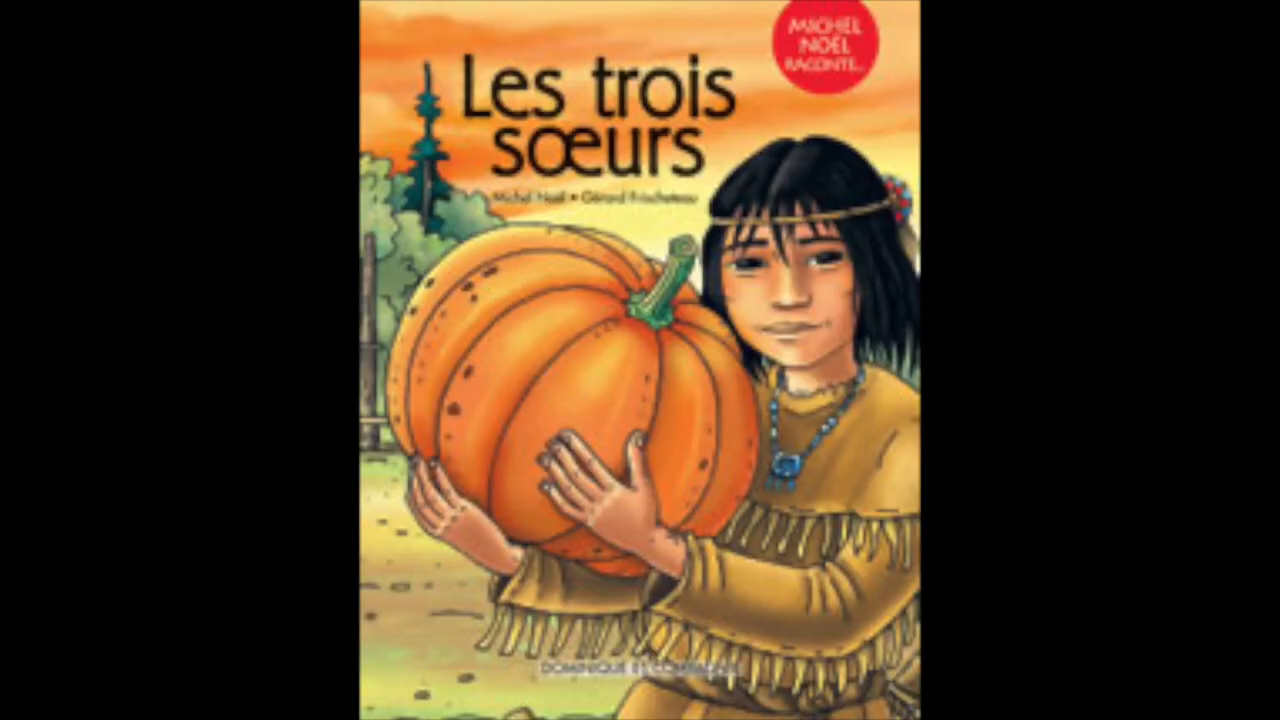 MICHEL
NOËL
RACONTE...
Les trois
sœurs
Michel Noël • Gérard Frischeteau
DOMINIQUE ET COMPAGNIE